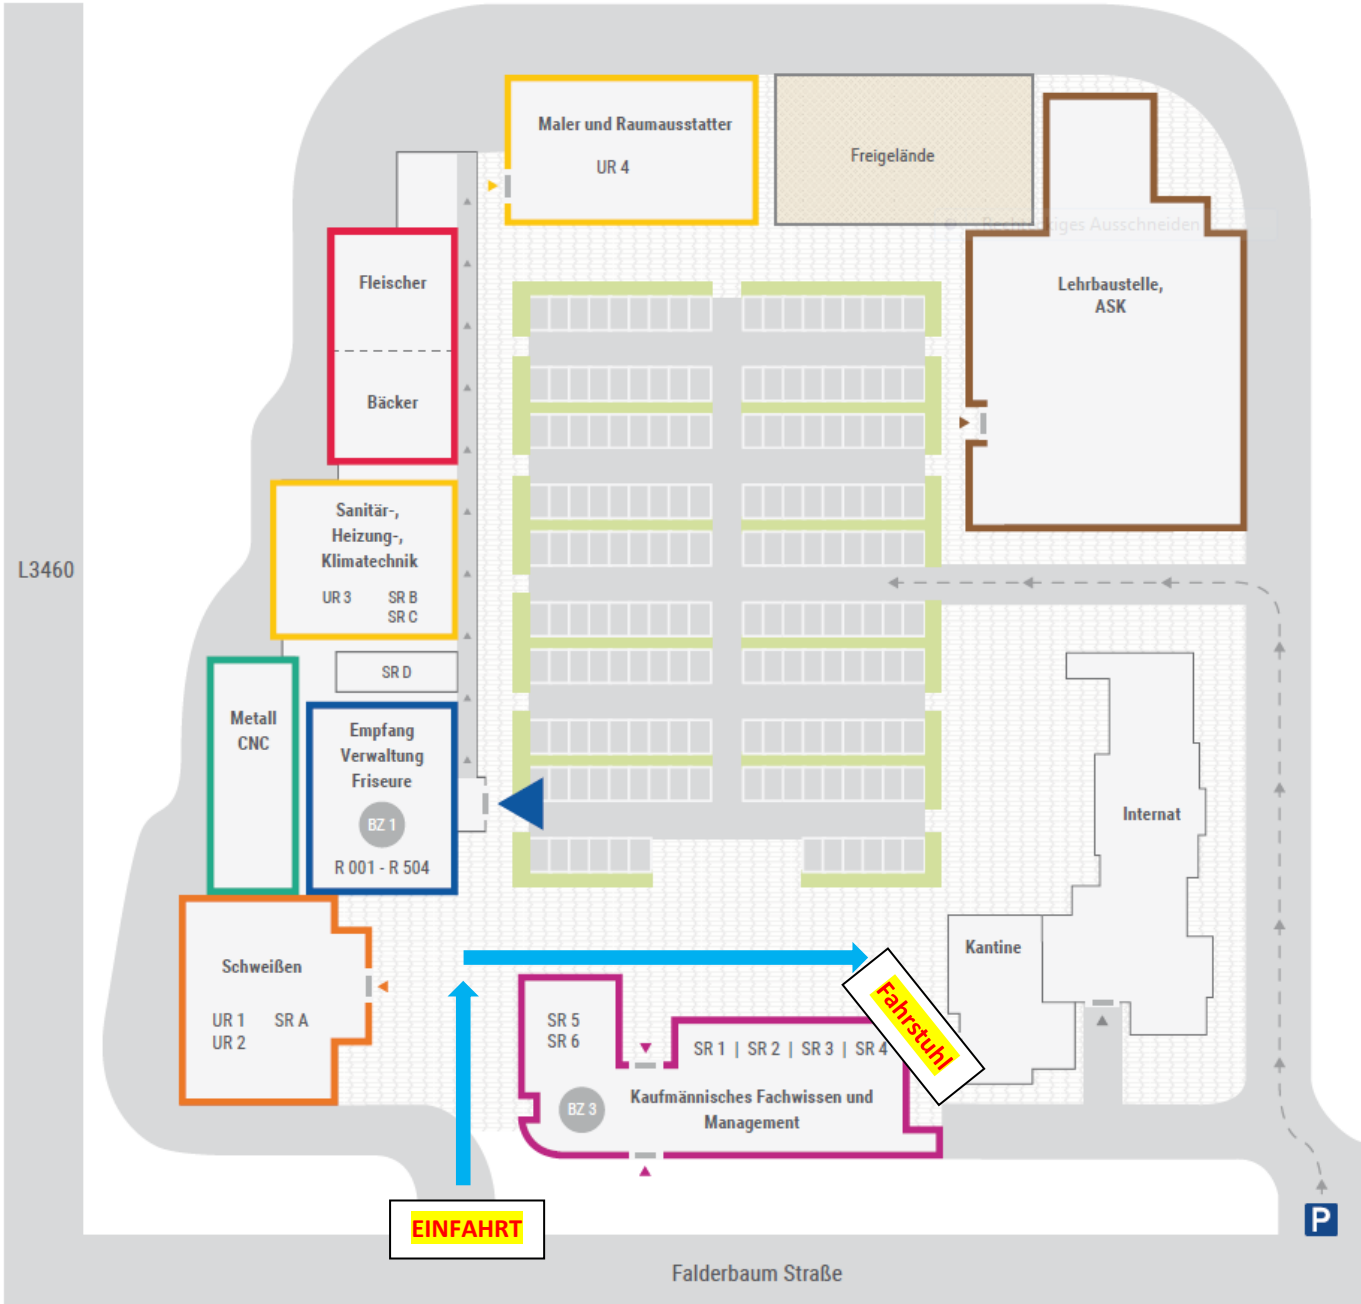 Maler und Raumausstatter
UR 4
Freigelände
Rechteckiges Ausschneiden
Fleischer
Bäcker
Lehrbaustelle,
ASK
Sanitär-,
Heizung-,
Klimatechnik
UR 3 SR B
SR C
L3460
SR D
Metall
CNC
Empfang
Verwaltung
Friseure
BZ 1
R 001 - R 504
Internat
Kantine
Schweißen
UR 1 SR A
UR 2
Fahrstuhl
SR 5
SR 6
SR 1 | SR 2 | SR 3 | SR 4
BZ 3
Kaufmännisches Fachwissen und
Management
EINFAHRT
P
Falderbaum Straße